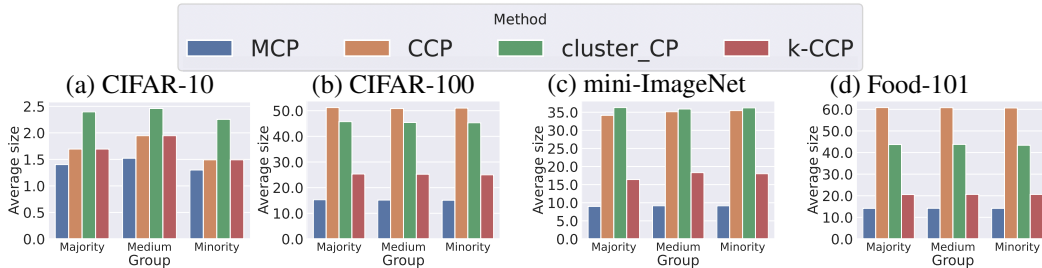 Method
MCP CCP cluster_CP k-CCP
(a) CIFAR-10 (b) CIFAR-100 (c) mini-ImageNet (d) Food-101
Average size
2.5
2.0
1.5
1.0
0.5
0.0
Majority Medium Minority
Group
Average size
50.0
40.0
30.0
20.0
10.0
0.0
Majority Medium Minority
Group
Average size
35.0
30.0
25.0
20.0
15.0
10.0
5.0
0.0
Majority Medium Minority
Group
Average size
60.0
50.0
40.0
30.0
20.0
10.0
0.0
Majority Medium Minority
Group